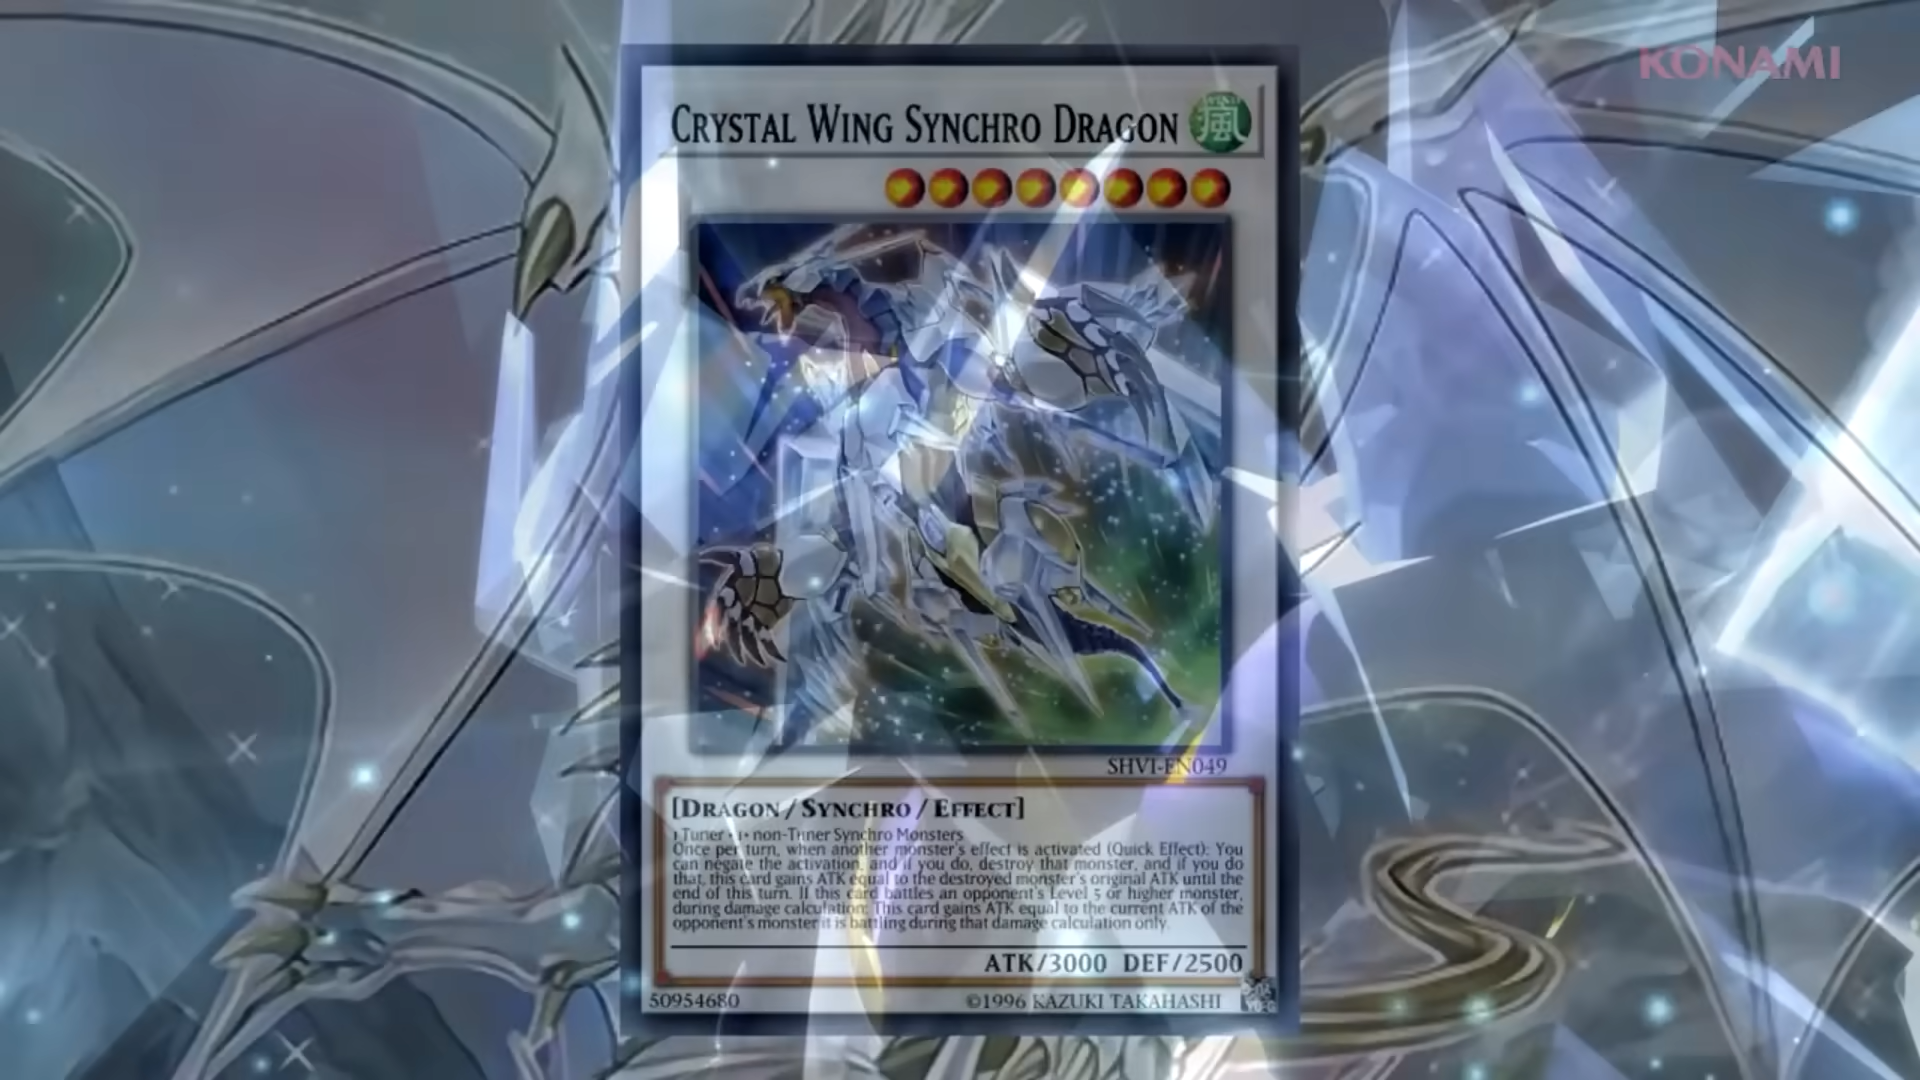 KONAMI
CRYSTAL WING SYNCHRO DRAGON
WIND
風
SHVI-EN049
[DRAGON / SYNCHRO / EFFECT]
1 Tuner + 1+ non-Tuner Synchro Monsters
Once per turn, when another monster's effect is activated (Quick Effect): You
can negate the activation, and if you do, destroy that monster, and if you do
that, this card gains ATK equal to the destroyed monster's original ATK until the
end of this turn. If this card battles an opponent's Level 5 or higher monster,
during damage calculation: This card gains ATK equal to the current ATK of the
opponent's monster it is battling during that damage calculation only.
ATK/3000 DEF/2500
50954680
©1996 KAZUKI TAKAHASHI